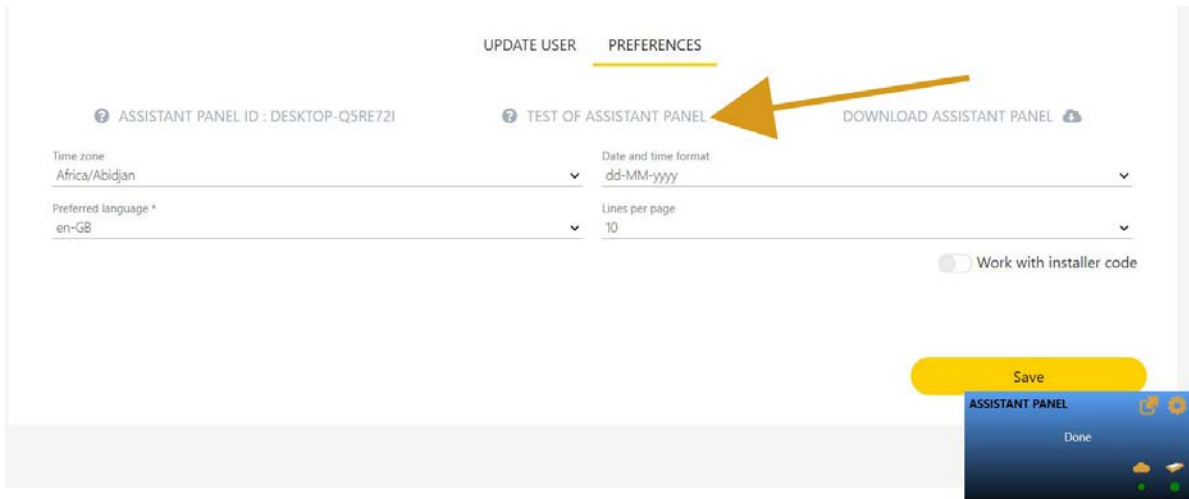 UPDATE USER PREFERENCES
ASSISTANT PANEL ID : DESKTOP-Q5RE72I TEST OF ASSISTANT PANEL DOWNLOAD ASSISTANT PANEL
Time zone Date and time format
Africa/Abidjan dd-MM-yyyy
Preferred language * Lines per page
en-GB 10
Work with installer code
Save
ASSISTANT PANEL
Done